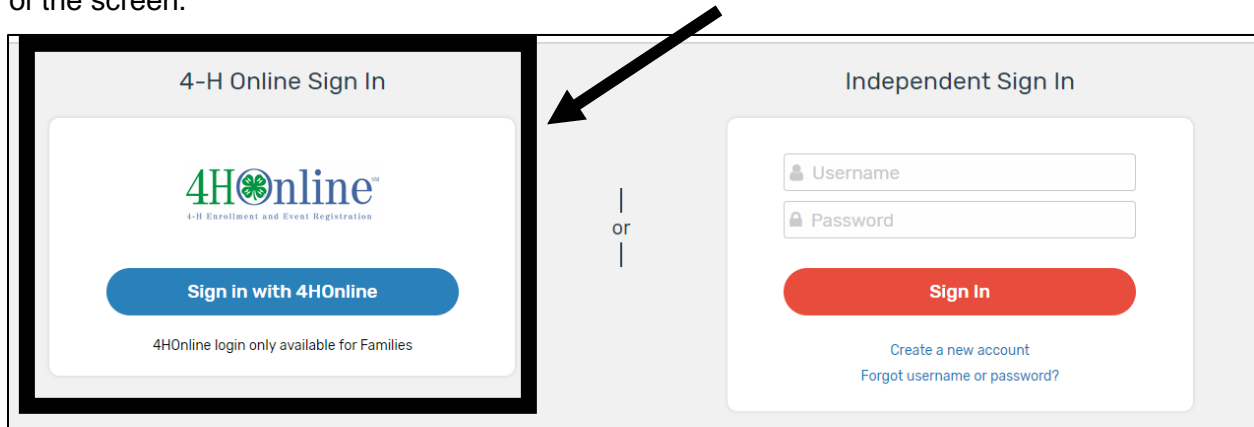 of the screen.
4-H Online Sign In
4HOnline℠
4-H Enrollment and Event Registration
Sign in with 4HOnline
4HOnline login only available for Families
or
Independent Sign In
Username
Password
Sign In
Create a new account
Forgot username or password?